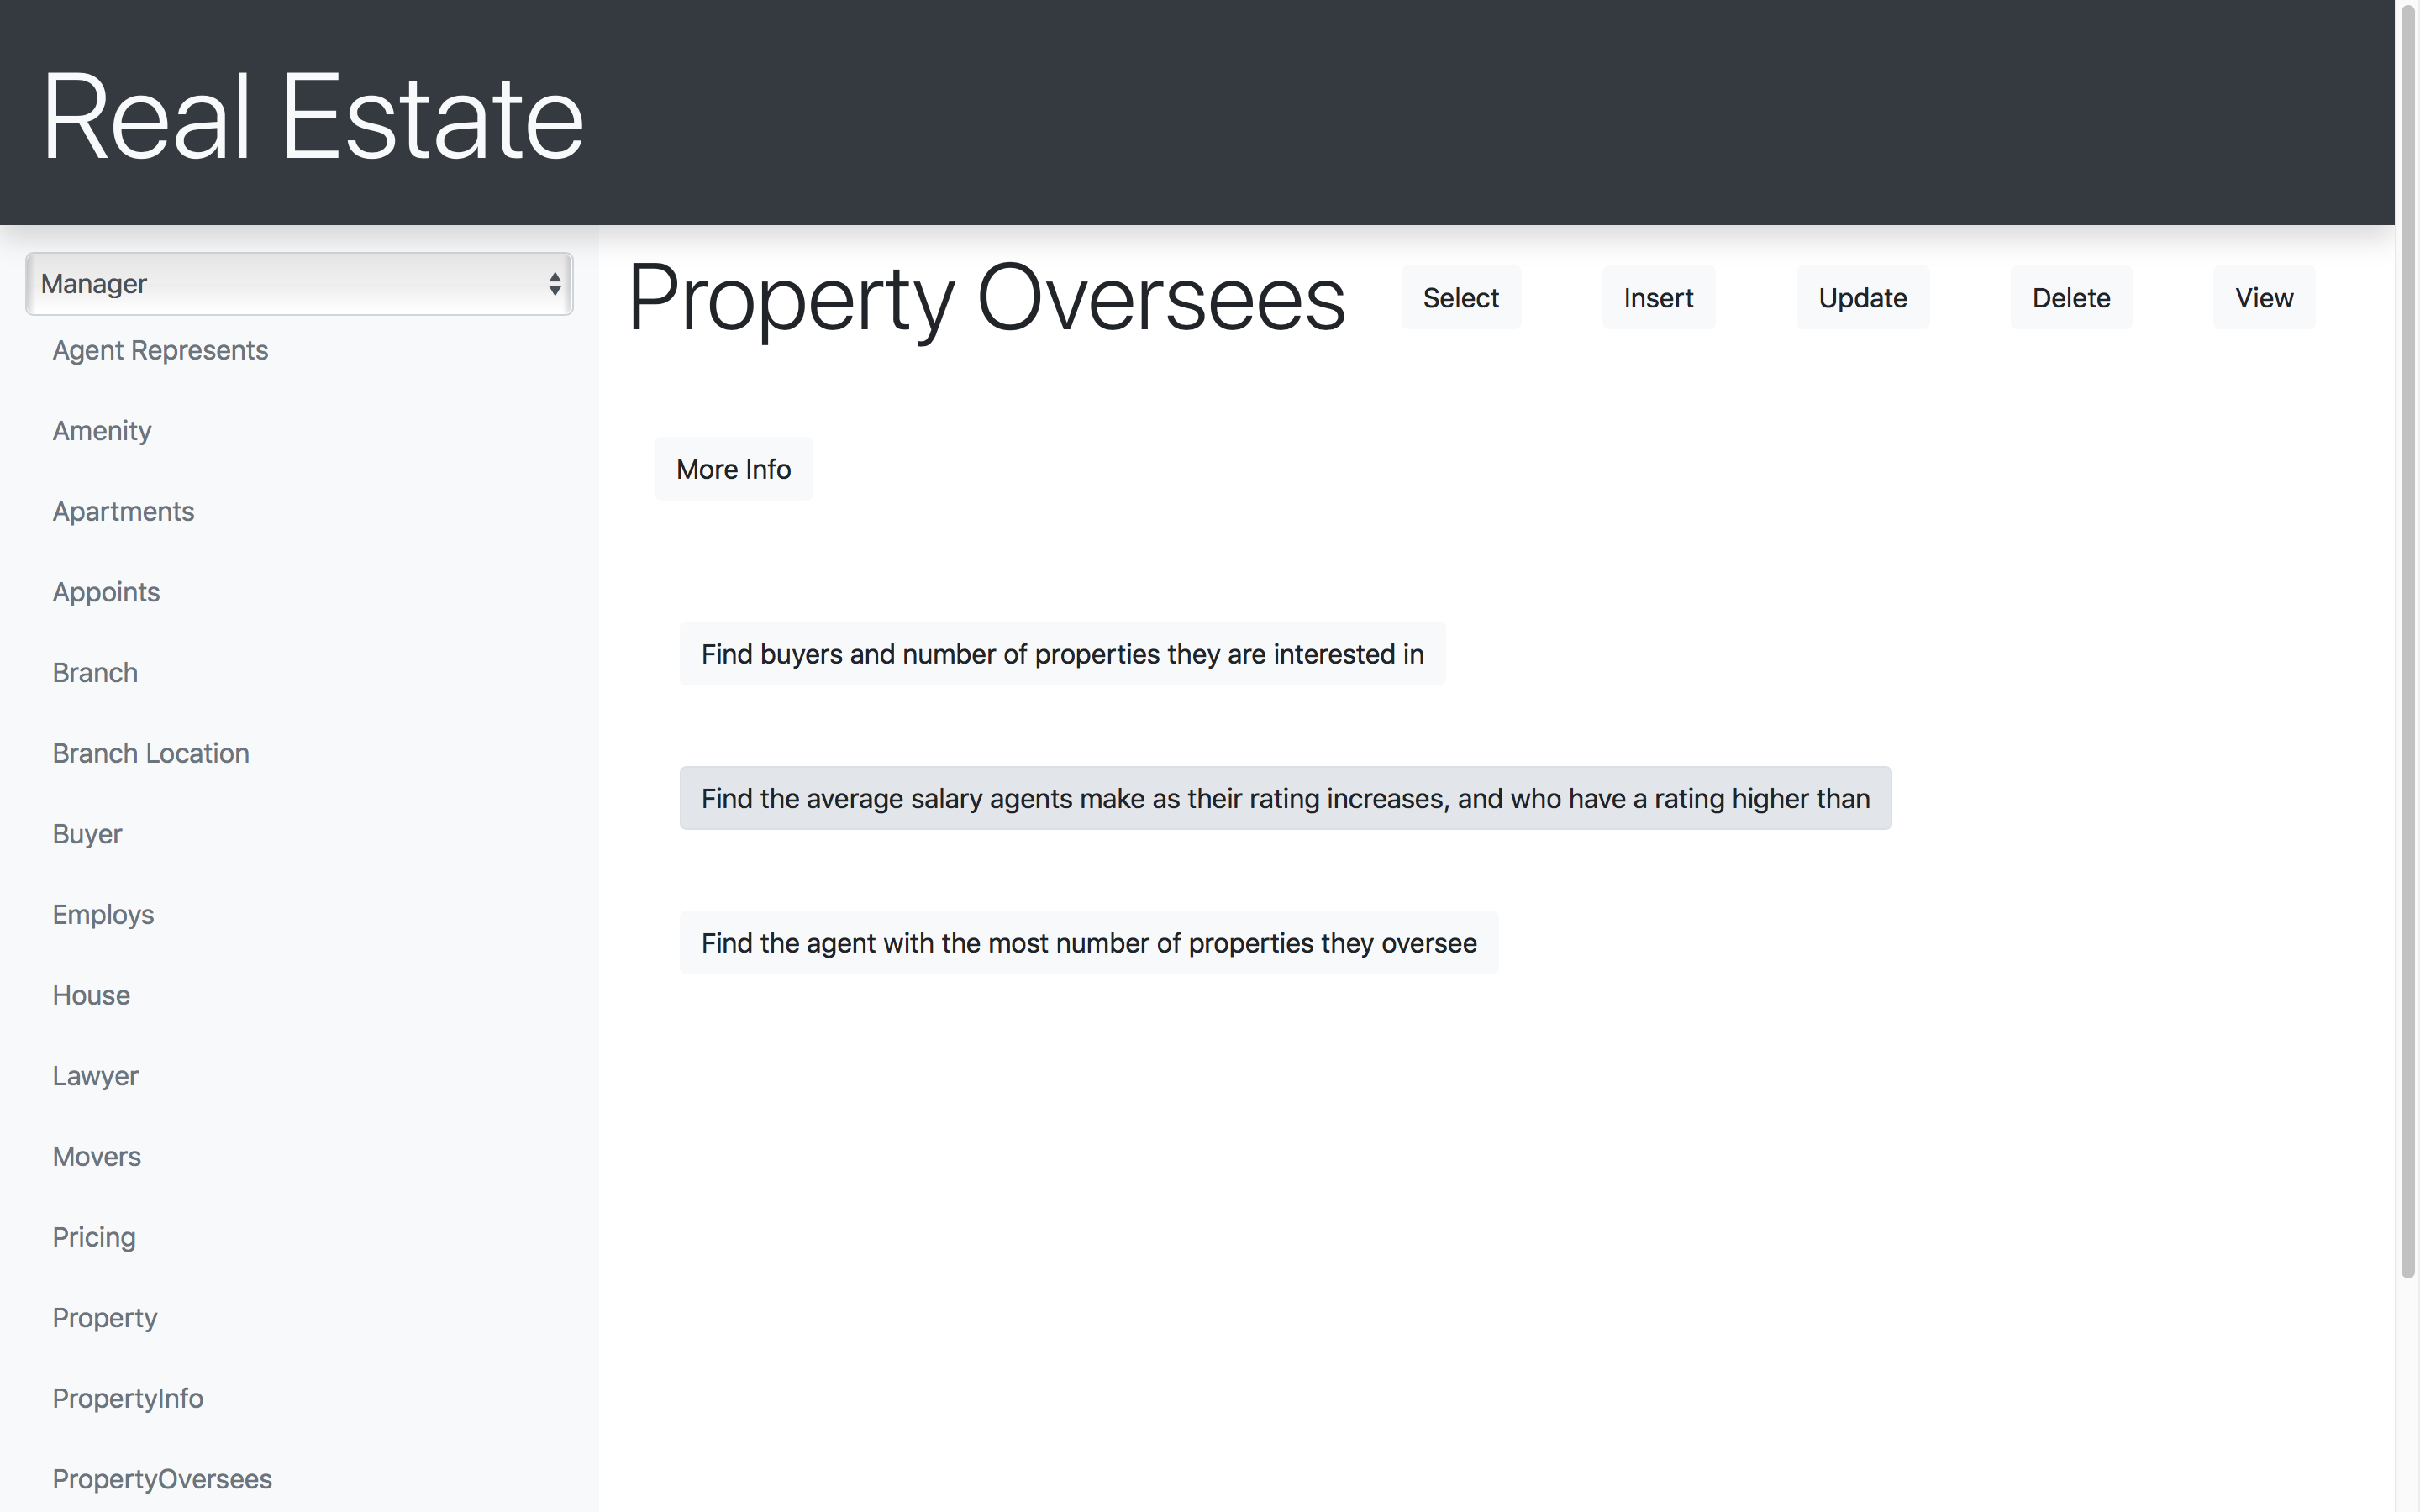 Real Estate
Manager
Agent Represents
Amenity
Apartments
Appoints
Branch
Branch Location
Buyer
Employs
House
Lawyer
Movers
Pricing
Property
PropertyInfo
PropertyOversees
Property Oversees Select Insert Update Delete View
More Info
Find buyers and number of properties they are interested in
Find the average salary agents make as their rating increases, and who have a rating higher than
Find the agent with the most number of properties they oversee